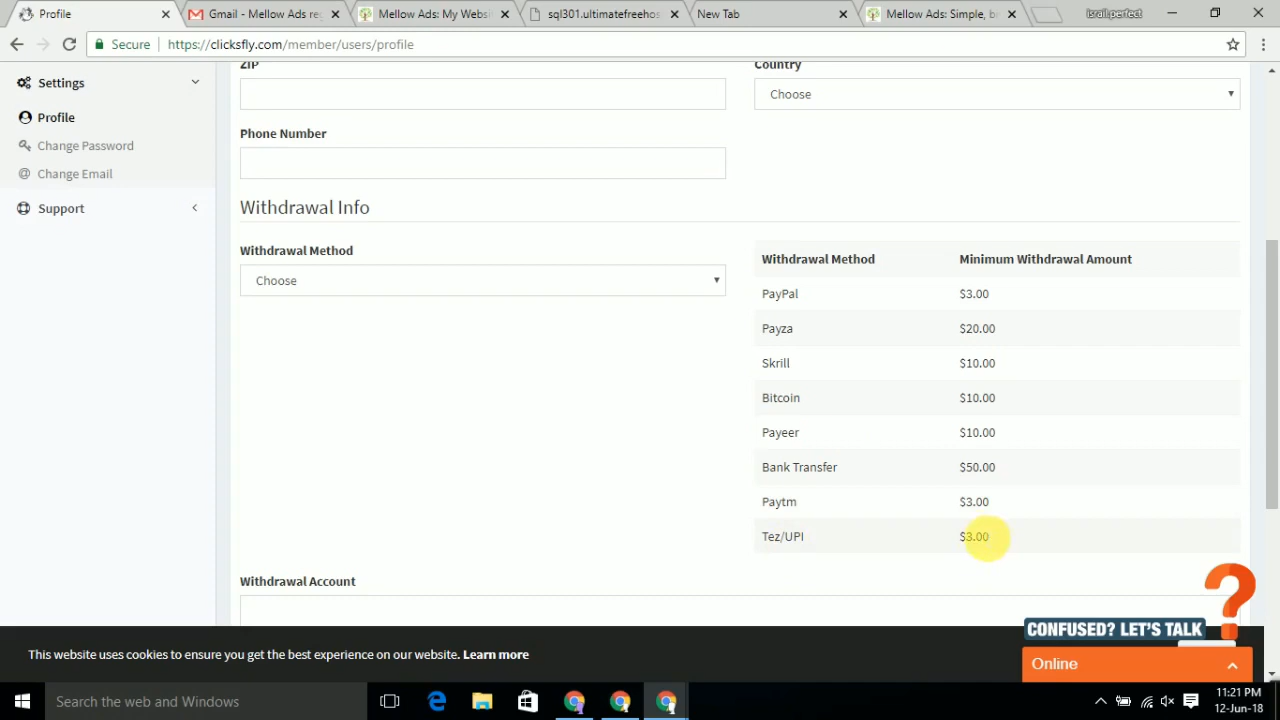 Profile
Gmail - Mellow Ads re
Mellow Ads: My Websi
sql301.ultimatefreehos
New Tab
Mellow Ads: Simple, b
Israil.perfect
Secure
https://clicksfly.com/member/users/profile
Settings
Profile
Change Password
Change Email
Support
ZIP
Country
Choose
Phone Number
Withdrawal Info
Withdrawal Method
Choose
Withdrawal Method Minimum Withdrawal Amount
PayPal $3.00
Payza $20.00
Skrill $10.00
Bitcoin $10.00
Payeer $10.00
Bank Transfer $50.00
Paytm $3.00
Tez/UPI $3.00
Withdrawal Account
CONFUSED? LET'S TALK
?
This website uses cookies to ensure you get the best experience on our website. Learn more
Online
Search the web and Windows
11:21 PM
12-Jun-18